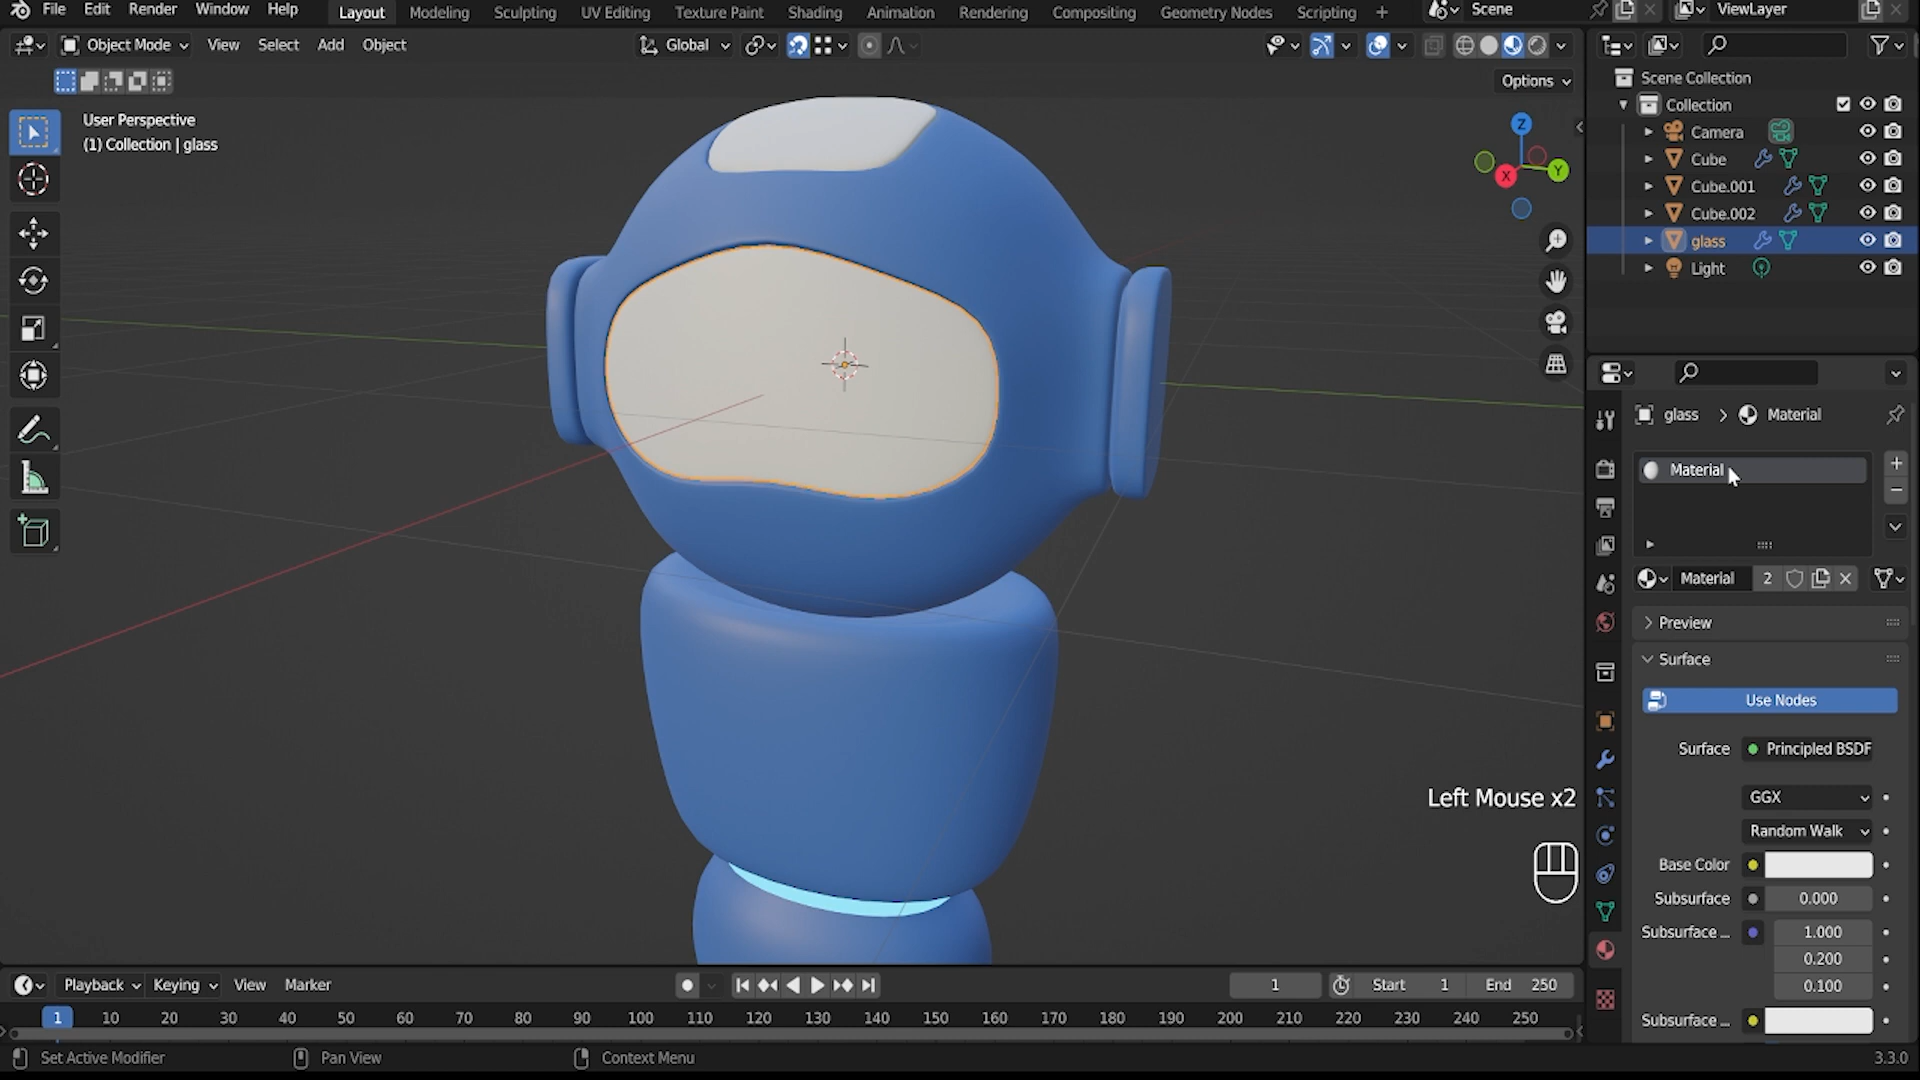 File Edit Render Window Help Layout Modeling Sculpting UV Editing Texture Paint Shading Animation Rendering Compositing Geometry Nodes Scripting + Scene ViewLayer
Object Mode View Select Add Object Global
Options
User Perspective
(1) Collection | glass
Z
Y
X
Scene Collection
Collection
Camera
Cube
Cube.001
Cube.002
glass
Light
glass > Material
Material
Material 2
Preview
Surface
Use Nodes
Surface Principled BSDF
GGX
Random Walk
Base Color
Subsurface 0.000
Subsurface ... 1.000
0.200
0.100
Subsurface ...
Left Mouse x2
Playback Keying View Marker 1 Start 1 End 250
1 10 20 30 40 50 60 70 80 90 100 110 120 130 140 150 160 170 180 190 200 210 220 230 240 250
Set Active Modifier Pan View Context Menu 3.3.0